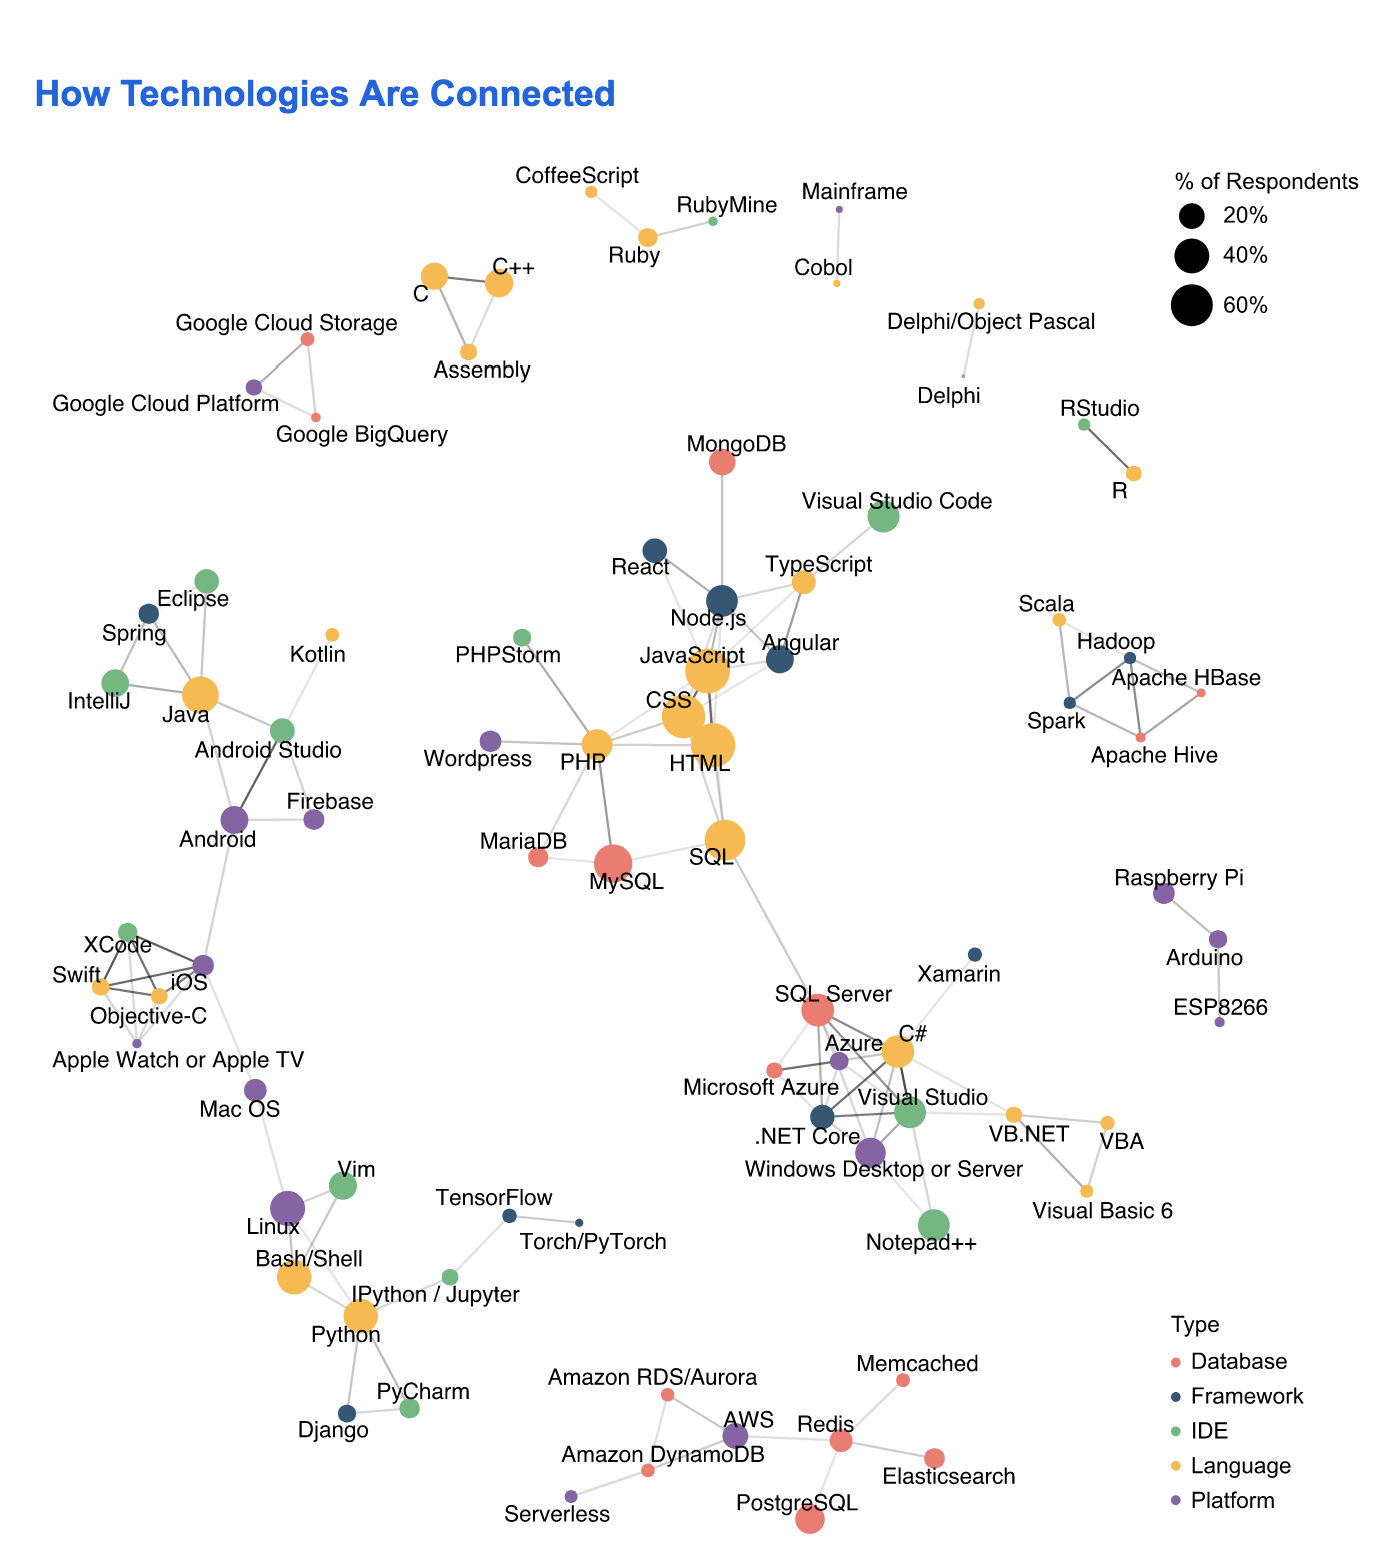 How Technologies Are Connected
CoffeeScript
RubyMine
Ruby
Mainframe
Cobol
% of Respondents
20%
40%
60%
C++
C
Assembly
Google Cloud Storage
Google Cloud Platform
Google BigQuery
Delphi/Object Pascal
Delphi
RStudio
R
MongoDB
Visual Studio Code
React
TypeScript
Node.js
Angular
JavaScript
CSS
PHPStorm
Wordpress
PHP
HTML
MariaDB
MySQL
SQL
Eclipse
Spring
Kotlin
IntelliJ
Java
Android Studio
Firebase
Android
Scala
Hadoop
Apache HBase
Spark
Apache Hive
Raspberry Pi
Arduino
ESP8266
XCode
Swift
iOS
Objective-C
Apple Watch or Apple TV
Mac OS
Xamarin
SQL Server
C#
Azure
Microsoft Azure
Visual Studio
.NET Core
VB.NET
VBA
Windows Desktop or Server
Visual Basic 6
Notepad++
Vim
Linux
Bash/Shell
TensorFlow
Torch/PyTorch
IPython / Jupyter
Python
PyCharm
Django
Amazon RDS/Aurora
AWS
Amazon DynamoDB
Serverless
Memcached
Redis
Elasticsearch
PostgreSQL
Type
Database
Framework
IDE
Language
Platform